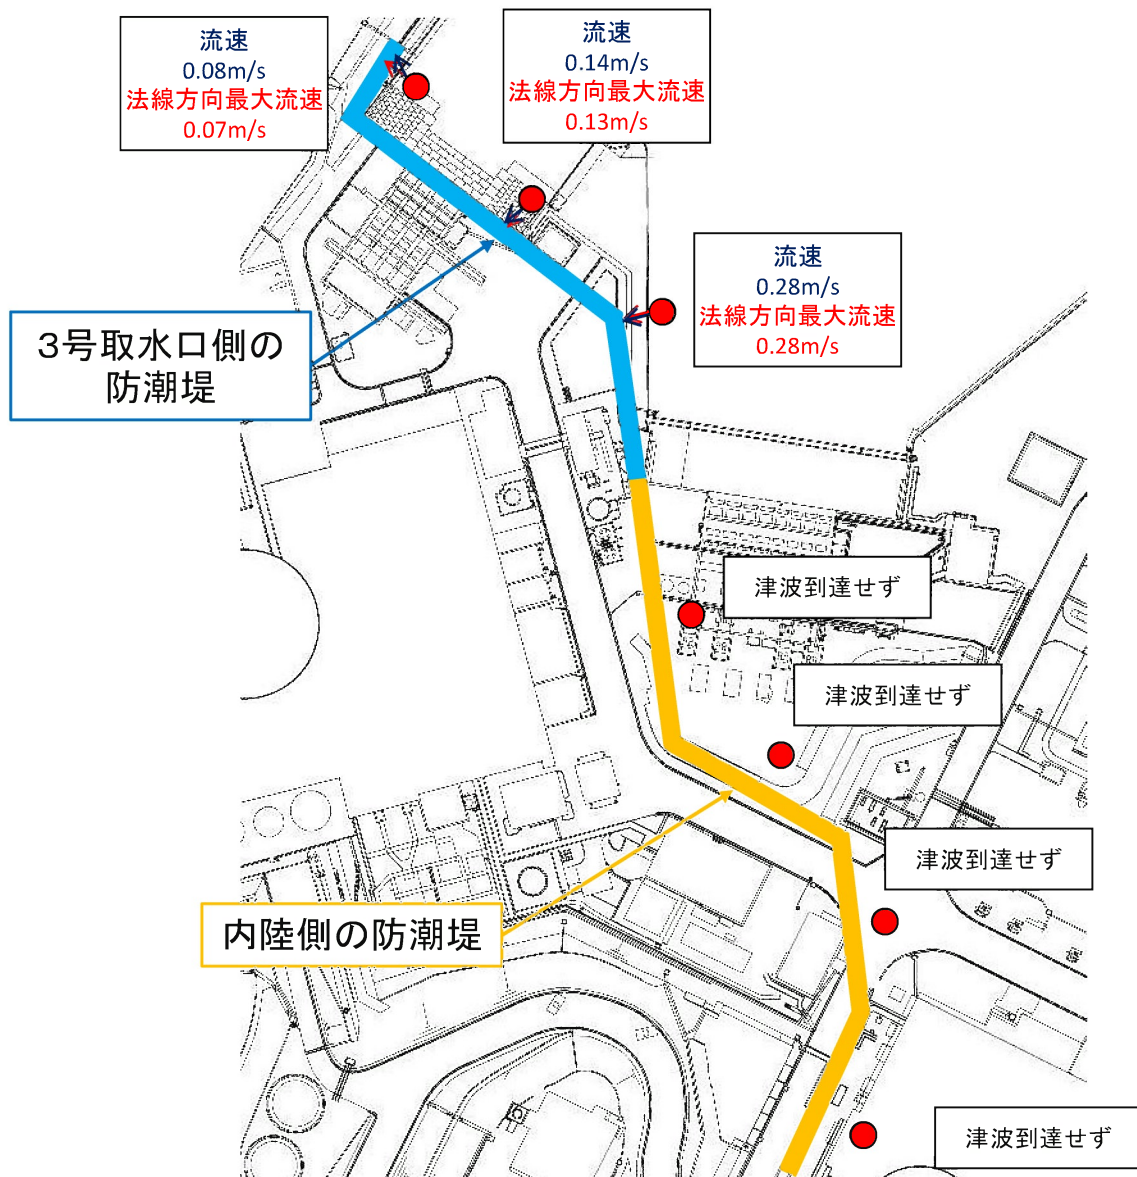 流速
0.08m/s
法線方向最大流速
0.07m/s
流速
0.14m/s
法線方向最大流速
0.13m/s
流速
0.28m/s
法線方向最大流速
0.28m/s
3号取水口側の
防潮堤
津波到達せず
津波到達せず
津波到達せず
内陸側の防潮堤
津波到達せず